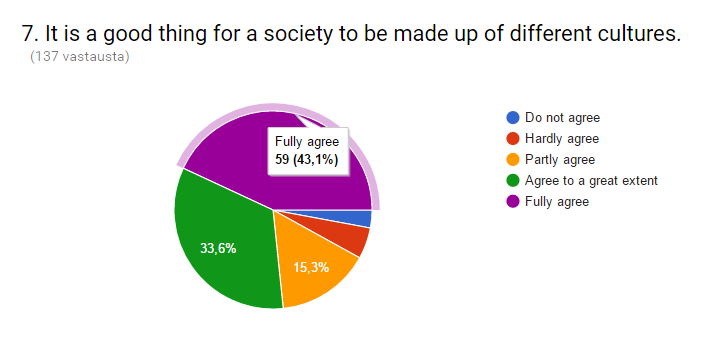 7. It is a good thing for a society to be made up of different cultures.
(137 vastausta)
Fully agree
59 (43,1%)
33,6%
15,3%
Do not agree
Hardly agree
Partly agree
Agree to a great extent
Fully agree